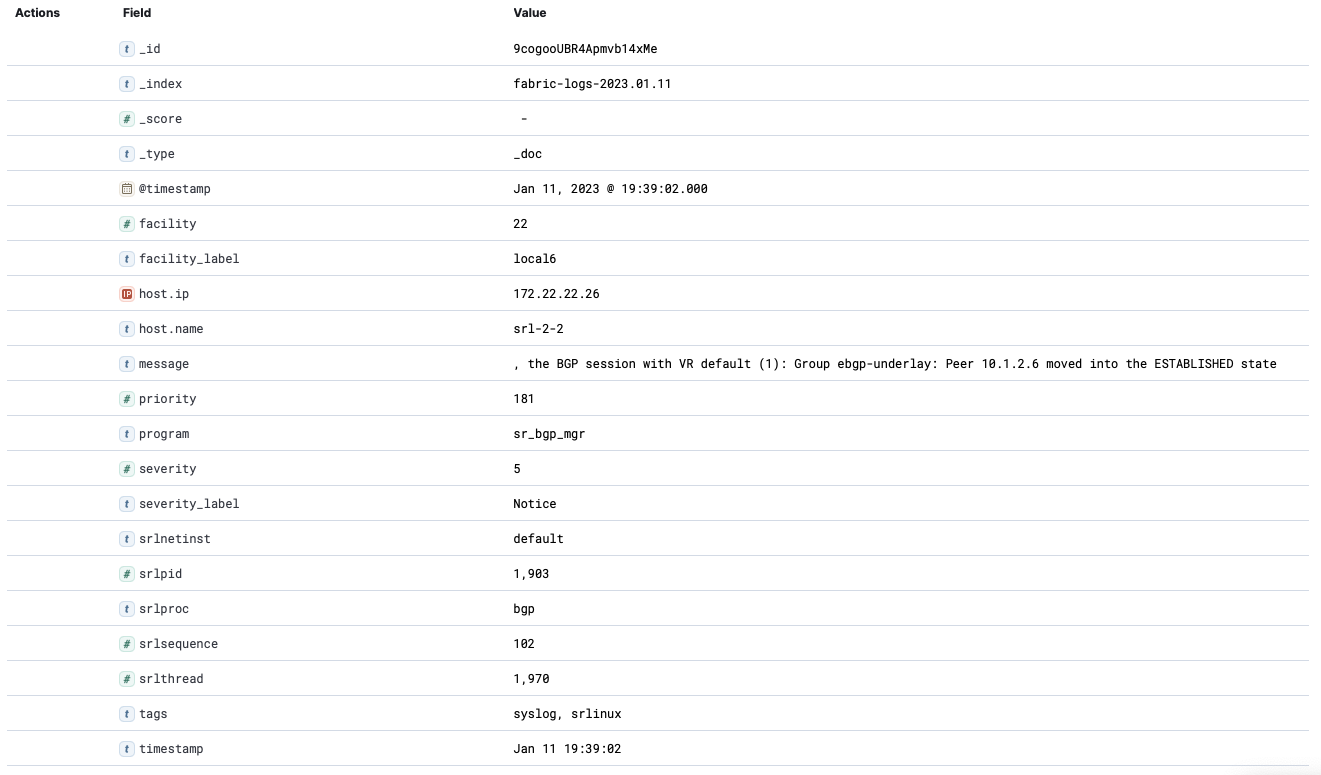 Actions Field Value
t _id 9cogooUBR4Apmvb14xMe
t _index fabric-logs-2023.01.11
# _score -
t _type _doc
@timestamp Jan 11, 2023 @ 19:39:02.000
# facility 22
t facility_label local6
IP host.ip 172.22.22.26
t host.name srl-2-2
t message , the BGP session with VR default (1): Group ebgp-underlay: Peer 10.1.2.6 moved into the ESTABLISHED state
# priority 181
t program sr_bgp_mgr
# severity 5
t severity_label Notice
t srlnetinst default
# srlpid 1,903
t srlproc bgp
# srlsequence 102
# srlthread 1,970
t tags syslog, srlinux
t timestamp Jan 11 19:39:02